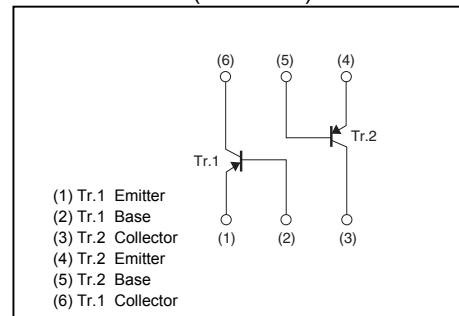 (6) (5) (4)
Tr.2
Tr.1
(1) Tr.1 Emitter
(2) Tr.1 Base
(3) Tr.2 Collector
(4) Tr.2 Emitter
(5) Tr.2 Base
(6) Tr.1 Collector
(1) (2) (3)